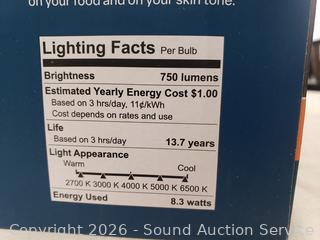 on your food and on your skin tone.
Lighting Facts Per Bulb
Brightness 750 lumens
Estimated Yearly Energy Cost $1.00
Based on 3 hrs/day, 11¢/kWh
Cost depends on rates and use
Life
Based on 3 hrs/day 13.7 years
Light Appearance
Warm Cool
2700 K 3000 K 4000 K 5000 K 6500 K
Energy Used 8.3 watts
Copyright 2026 - Sound Auction Service